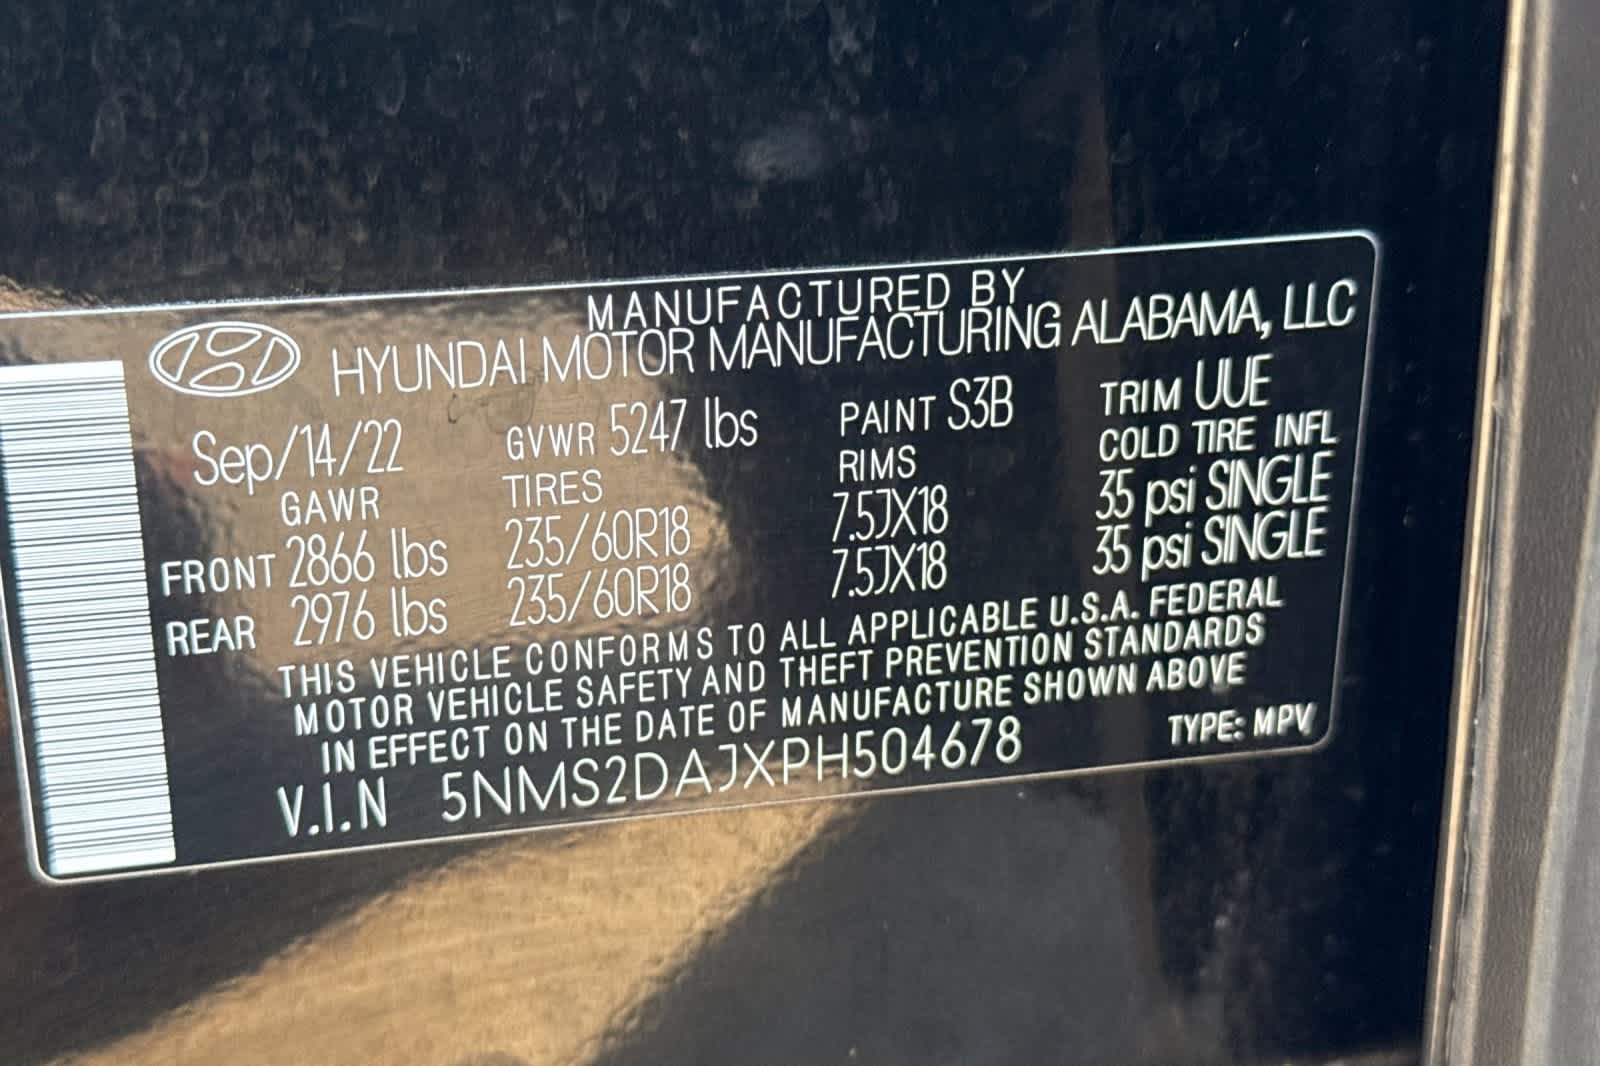 MANUFACTURED BY
HYUNDAI MOTOR MANUFACTURING ALABAMA, LLC
Sep/14/22 GVWR 5247 lbs PAINT S3B TRIM UUE
GAWR TIRES RIMS COLD TIRE INFL
FRONT 2866 lbs 235/60R18 7.5JX18 35 psi SINGLE
REAR 2976 lbs 235/60R18 7.5JX18 35 psi SINGLE
THIS VEHICLE CONFORMS TO ALL APPLICABLE U.S.A. FEDERAL
MOTOR VEHICLE SAFETY AND THEFT PREVENTION STANDARDS
IN EFFECT ON THE DATE OF MANUFACTURE SHOWN ABOVE
V.I.N 5NMS2DAJXPH504678 TYPE: MPV